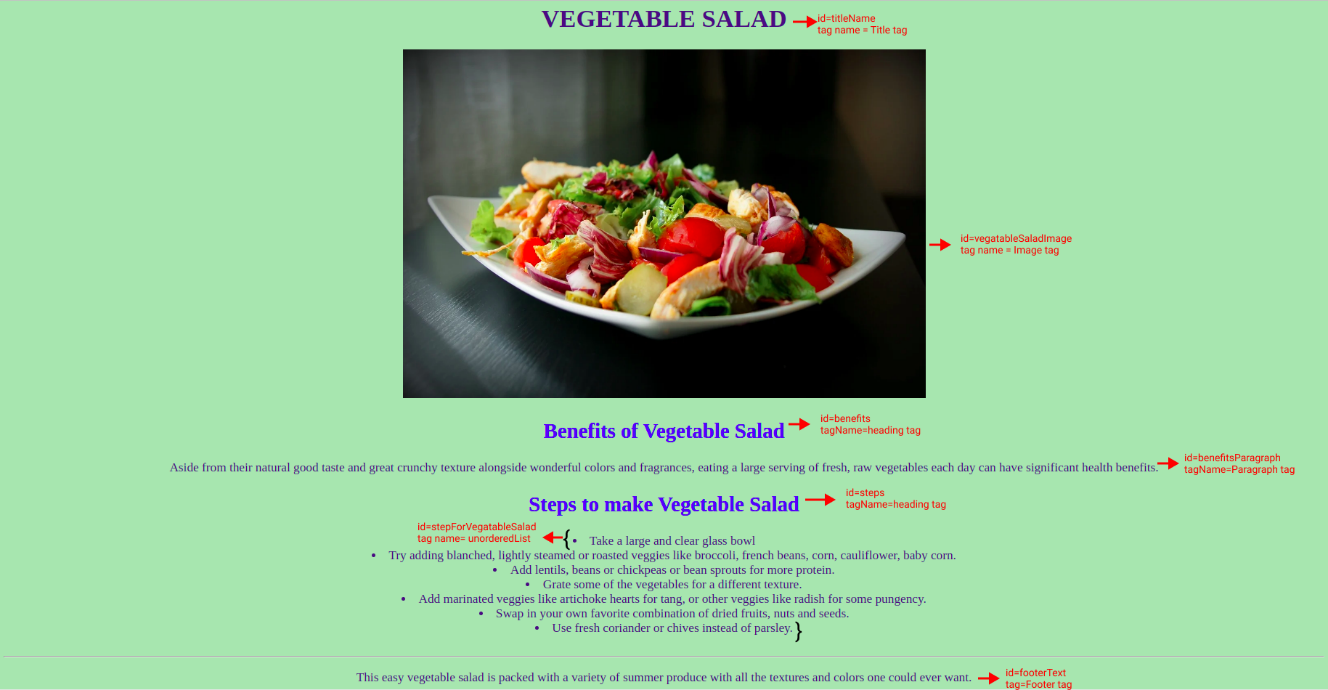 VEGETABLE SALAD
id=titleName
tag name = Title tag
id=vegatableSaladImage
tag name = Image tag
Benefits of Vegetable Salad
id=benefits
tagName=heading tag
Aside from their natural good taste and great crunchy texture alongside wonderful colors and fragrances, eating a large serving of fresh, raw vegetables each day can have significant health benefits.
id=benefitsParagraph
tagName=Paragraph tag
Steps to make Vegetable Salad
id=steps
tagName=heading tag
id=stepForVegatableSalad
tag name= unorderedList
{ • Take a large and clear glass bowl
• Try adding blanched, lightly steamed or roasted veggies like broccoli, french beans, corn, cauliflower, baby corn.
• Add lentils, beans or chickpeas or bean sprouts for more protein.
• Grate some of the vegetables for a different texture.
• Add marinated veggies like artichoke hearts for tang, or other veggies like radish for some pungency.
• Swap in your own favorite combination of dried fruits, nuts and seeds.
• Use fresh coriander or chives instead of parsley. }
This easy vegetable salad is packed with a variety of summer produce with all the textures and colors one could ever want.
id=footerText
tag=Footer tag